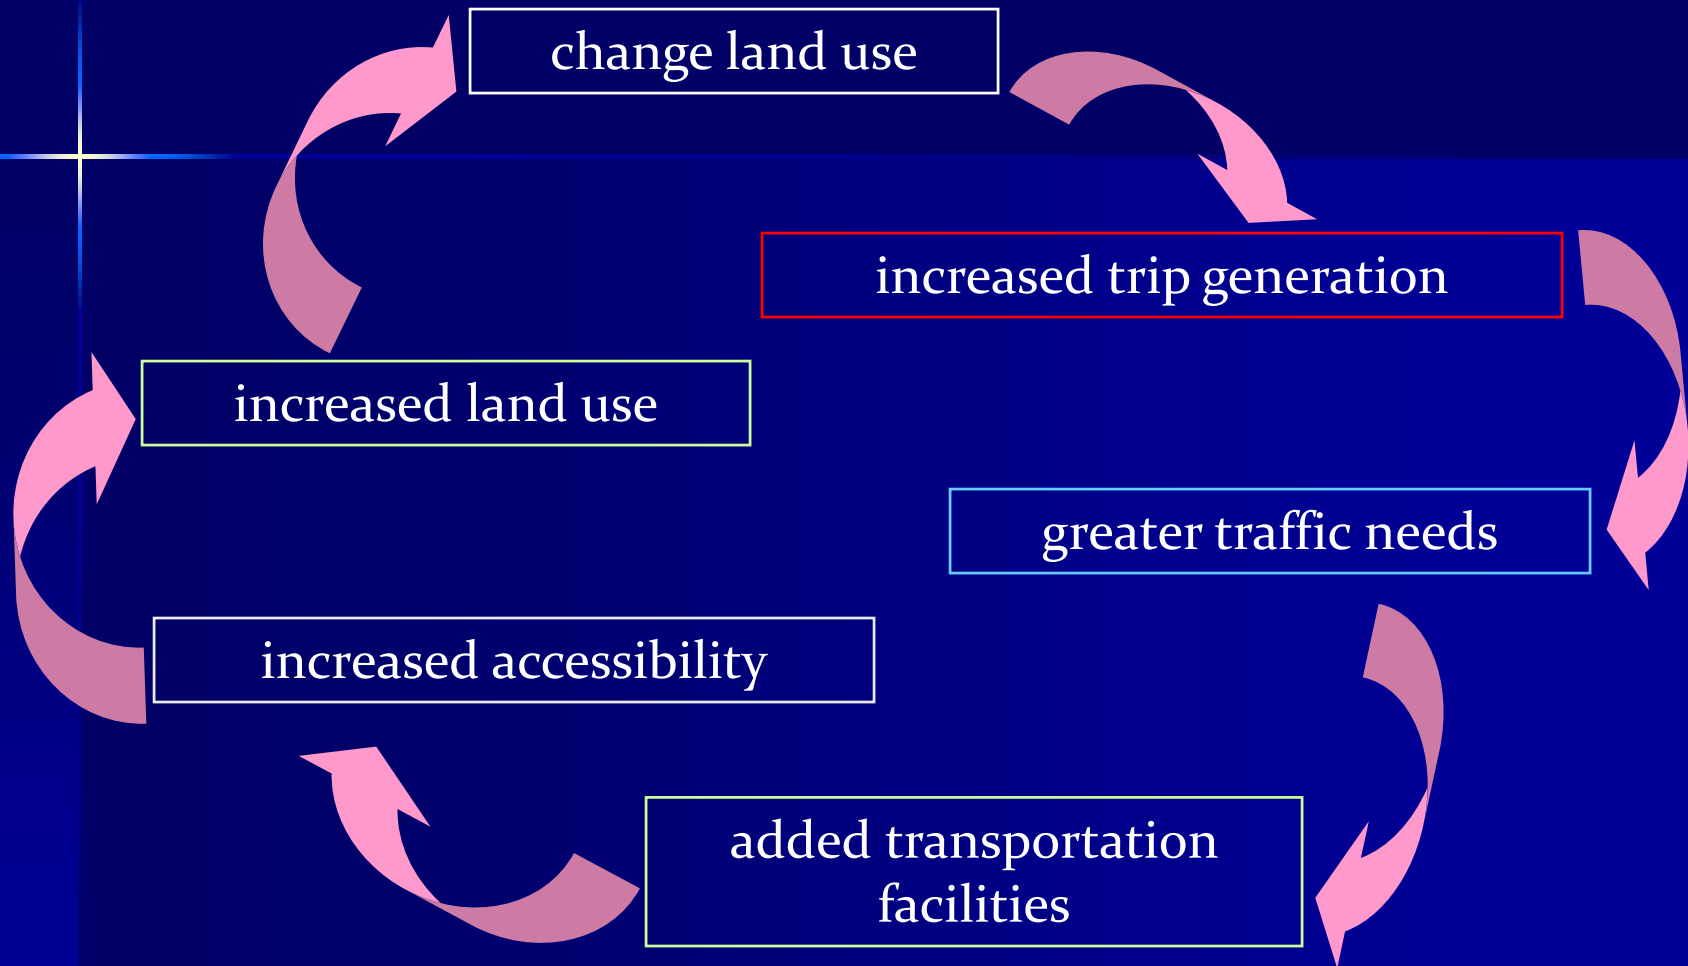 change land use
increased trip generation
increased land use
greater traffic needs
increased accessibility
added transportation
facilities